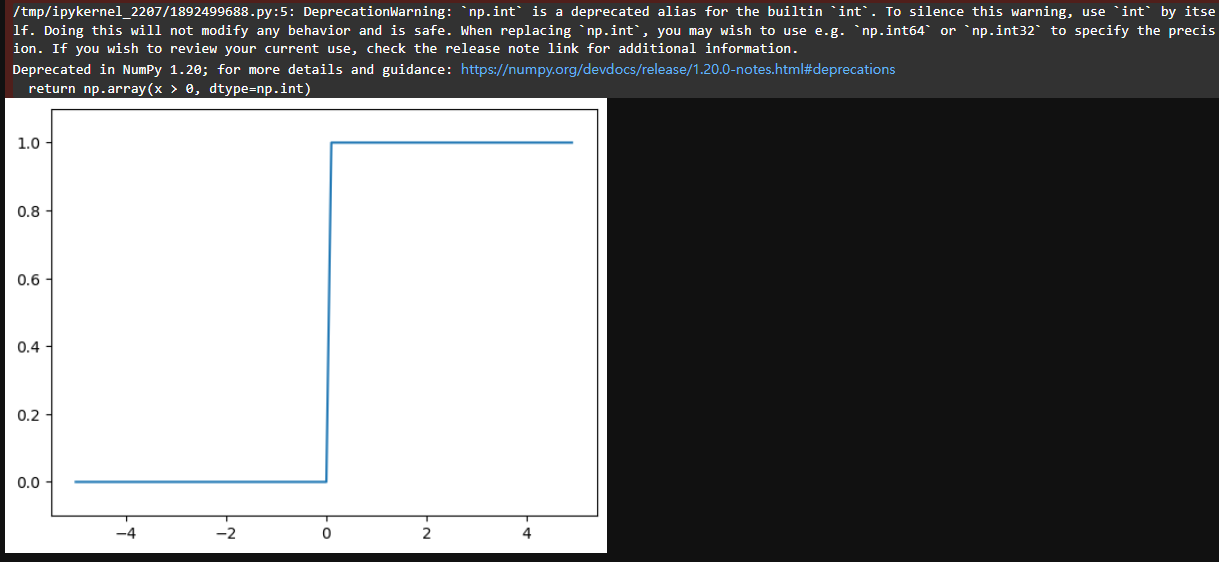 /tmp/ipykernel_2207/1892499688.py:5: DeprecationWarning: `np.int` is a deprecated alias for the builtin `int`. To silence this warning, use `int` by itse
lf. Doing this will not modify any behavior and is safe. When replacing `np.int`, you may wish to use e.g. `np.int64` or `np.int32` to specify the precis
ion. If you wish to review your current use, check the release note link for additional information.
Deprecated in NumPy 1.20; for more details and guidance: https://numpy.org/devdocs/release/1.20.0-notes.html#deprecations
  return np.array(x > 0, dtype=np.int)
1.0
0.8
0.6
0.4
0.2
0.0
−4 −2 0 2 4